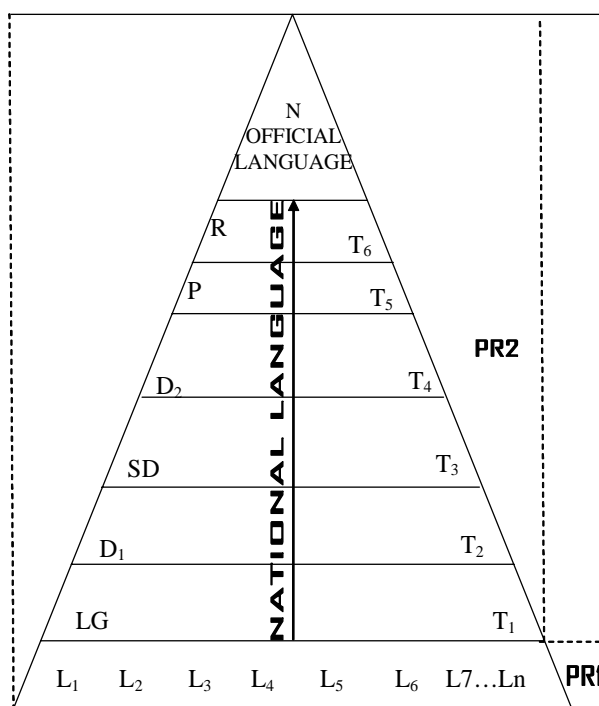 N
OFFICIAL
LANGUAGE
R T₆
P T₅
PR2
D₂ T₄
SD T₃
D₁ T₂
LG T₁
NATIONAL LANGUAGE
L₁ L₂ L₃ L₄ L₅ L₆ L7…Ln PR1